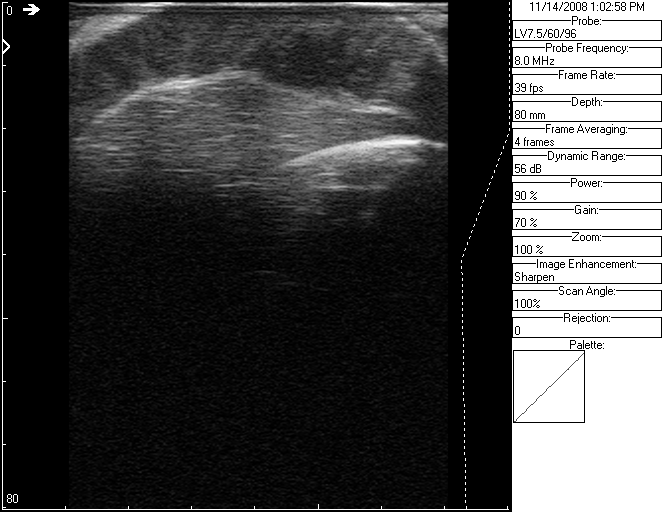 0
11/14/2008 1:02:58 PM
Probe:
LV7.5/60/96
Probe Frequency:
8.0 MHz
Frame Rate:
39 fps
Depth:
80 mm
Frame Averaging:
4 frames
Dynamic Range:
56 dB
Power:
90 %
Gain:
70 %
Zoom:
100 %
Image Enhancement:
Sharpen
Scan Angle:
100%
Rejection:
0
Palette:
80